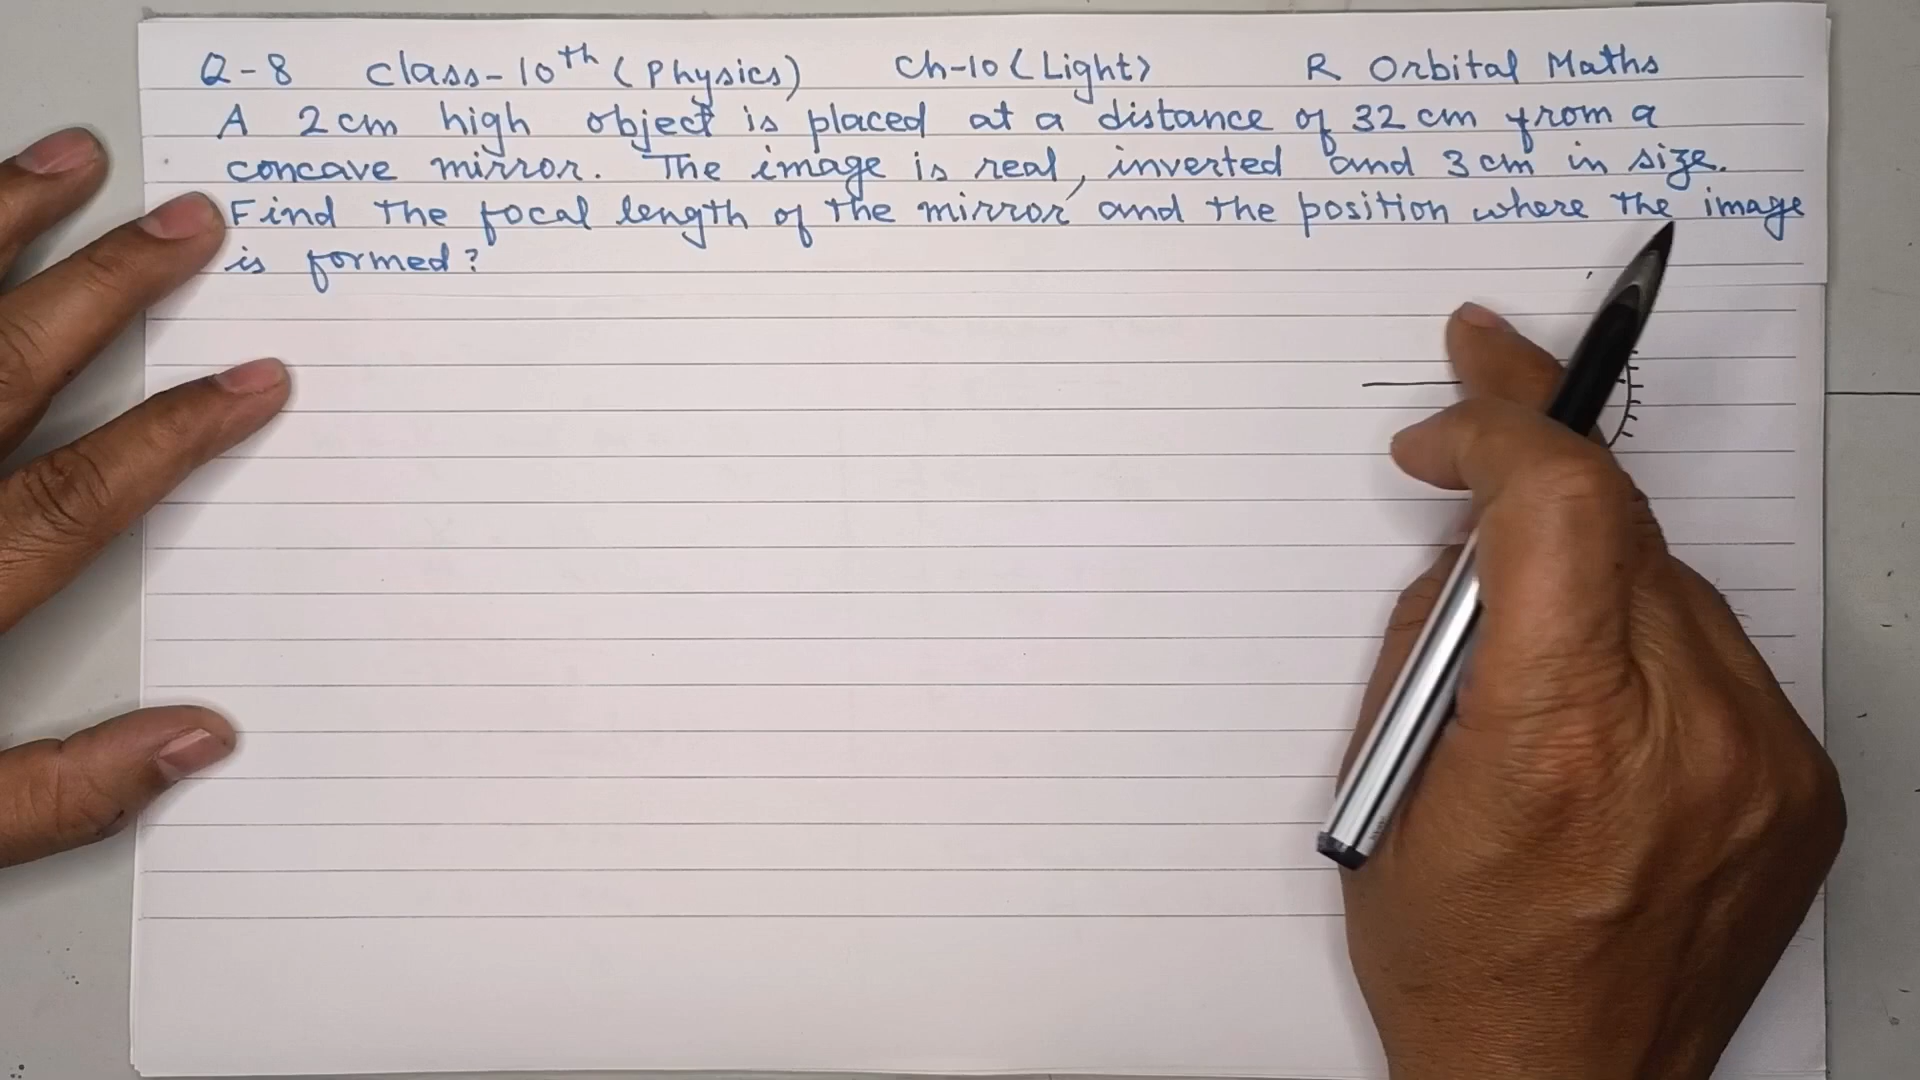 Q-8 Class-10th (Physics) Ch-10 (Light) R Orbital Maths
A 2 cm high object is placed at a distance of 32 cm from a
concave mirror. The image is real, inverted and 3 cm in size.
Find the focal length of the mirror and the position where the image
is formed?